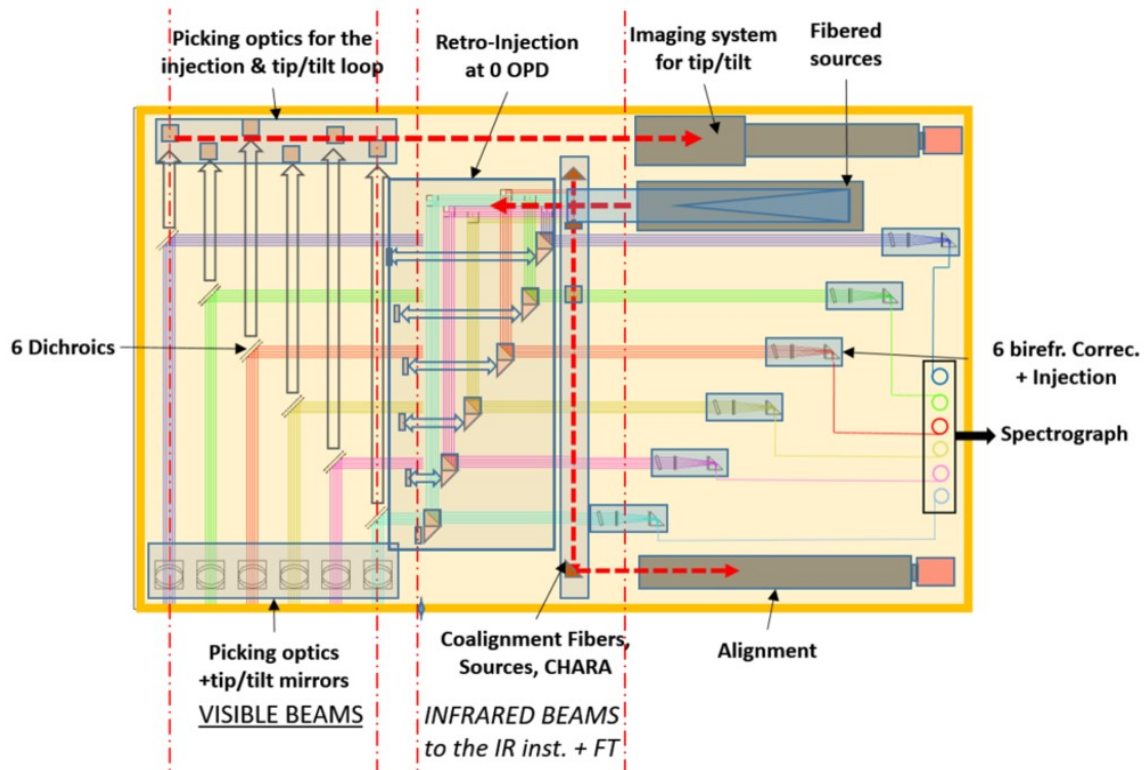 Picking optics for the
injection & tip/tilt loop
Retro-Injection
at 0 OPD
Imaging system
for tip/tilt
Fibered
sources
6 Dichroics
6 birefr. Correc.
+ Injection
Spectrograph
Picking optics
+tip/tilt mirrors
VISIBLE BEAMS
Coalignment Fibers,
Sources, CHARA
INFRARED BEAMS
to the IR inst. + FT
Alignment